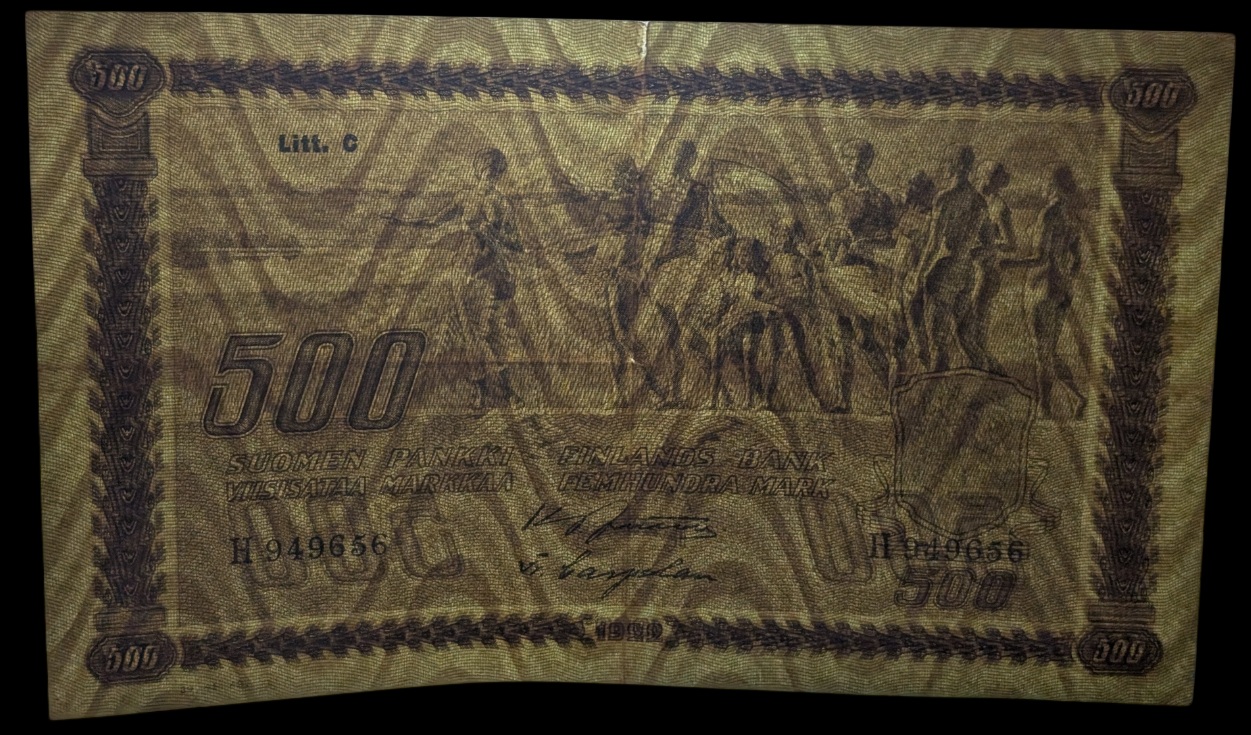 500 500
Litt. C
500
SUOMEN PANKKI FINLANDS BANK
VIISISATAA MARKKAA FEMHUNDRA MARK
H 949656 H 949656
500
500 500